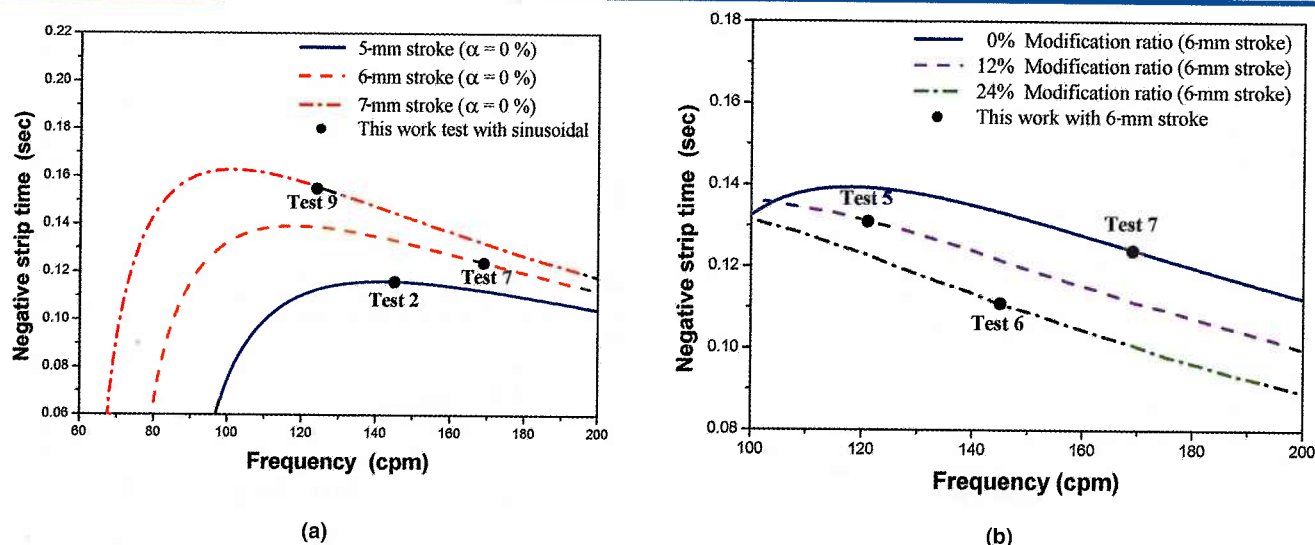 0.22
0.20
0.18
0.16
0.14
0.12
0.10
0.08
0.06
Negative strip time (sec)
5-mm stroke (α = 0 %)
6-mm stroke (α = 0 %)
7-mm stroke (α = 0 %)
This work test with sinusoidal
Test 9
Test 7
Test 2
60 80 100 120 140 160 180 200
Frequency (cpm)
(a)
0.18
0.16
0.14
0.12
0.10
0.08
Negative strip time (sec)
0% Modification ratio (6-mm stroke)
12% Modification ratio (6-mm stroke)
24% Modification ratio (6-mm stroke)
This work with 6-mm stroke
Test 5
Test 7
Test 6
100 120 140 160 180 200
Frequency (cpm)
(b)